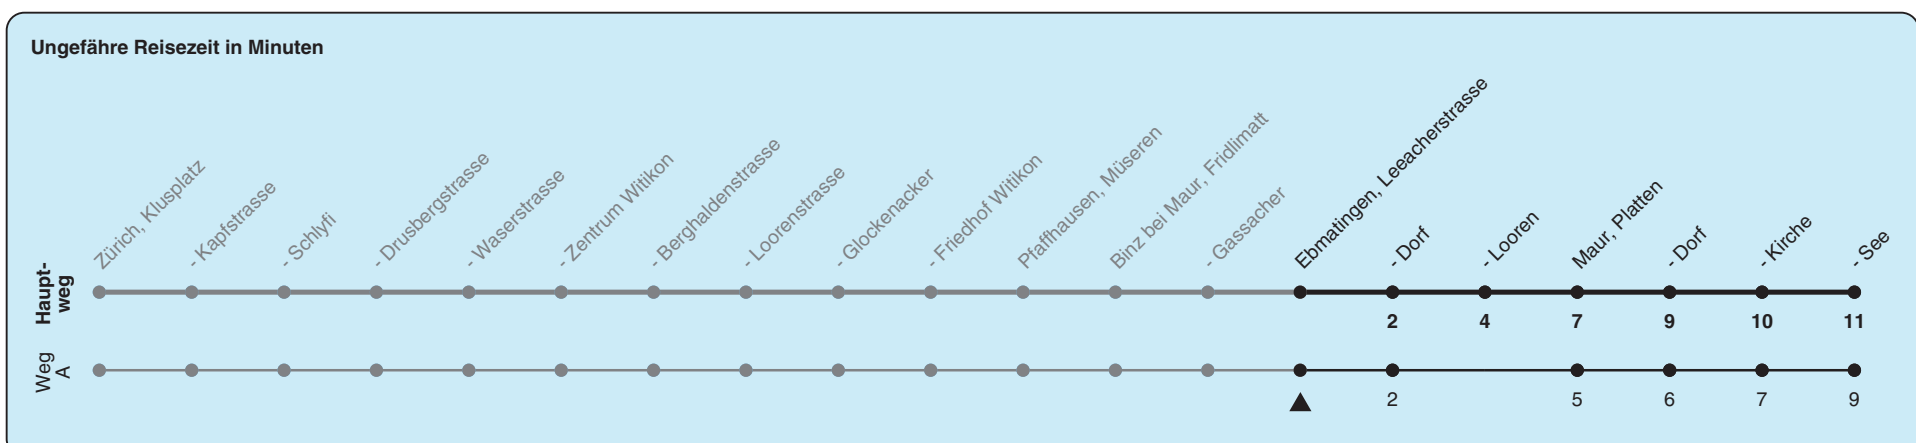 Ungefähre Reisezeit in Minuten
Zürich, Klusplatz
- Kapfstrasse
- Schlyfi
- Drusbergstrasse
- Waserstrasse
- Zentrum Witikon
- Berghaldenstrasse
- Loorenstrasse
- Glockenacker
- Friedhof Witikon
Pfaffhausen, Müseren
Binz bei Maur, Fridlimatt
- Gassacher
Ebmatingen, Leeacherstrasse
- Dorf
- Looren
Maur, Platten
- Dorf
- Kirche
- See
Haupt-
weg
2 4 7 9 10 11
Weg
A
2 5 6 7 9